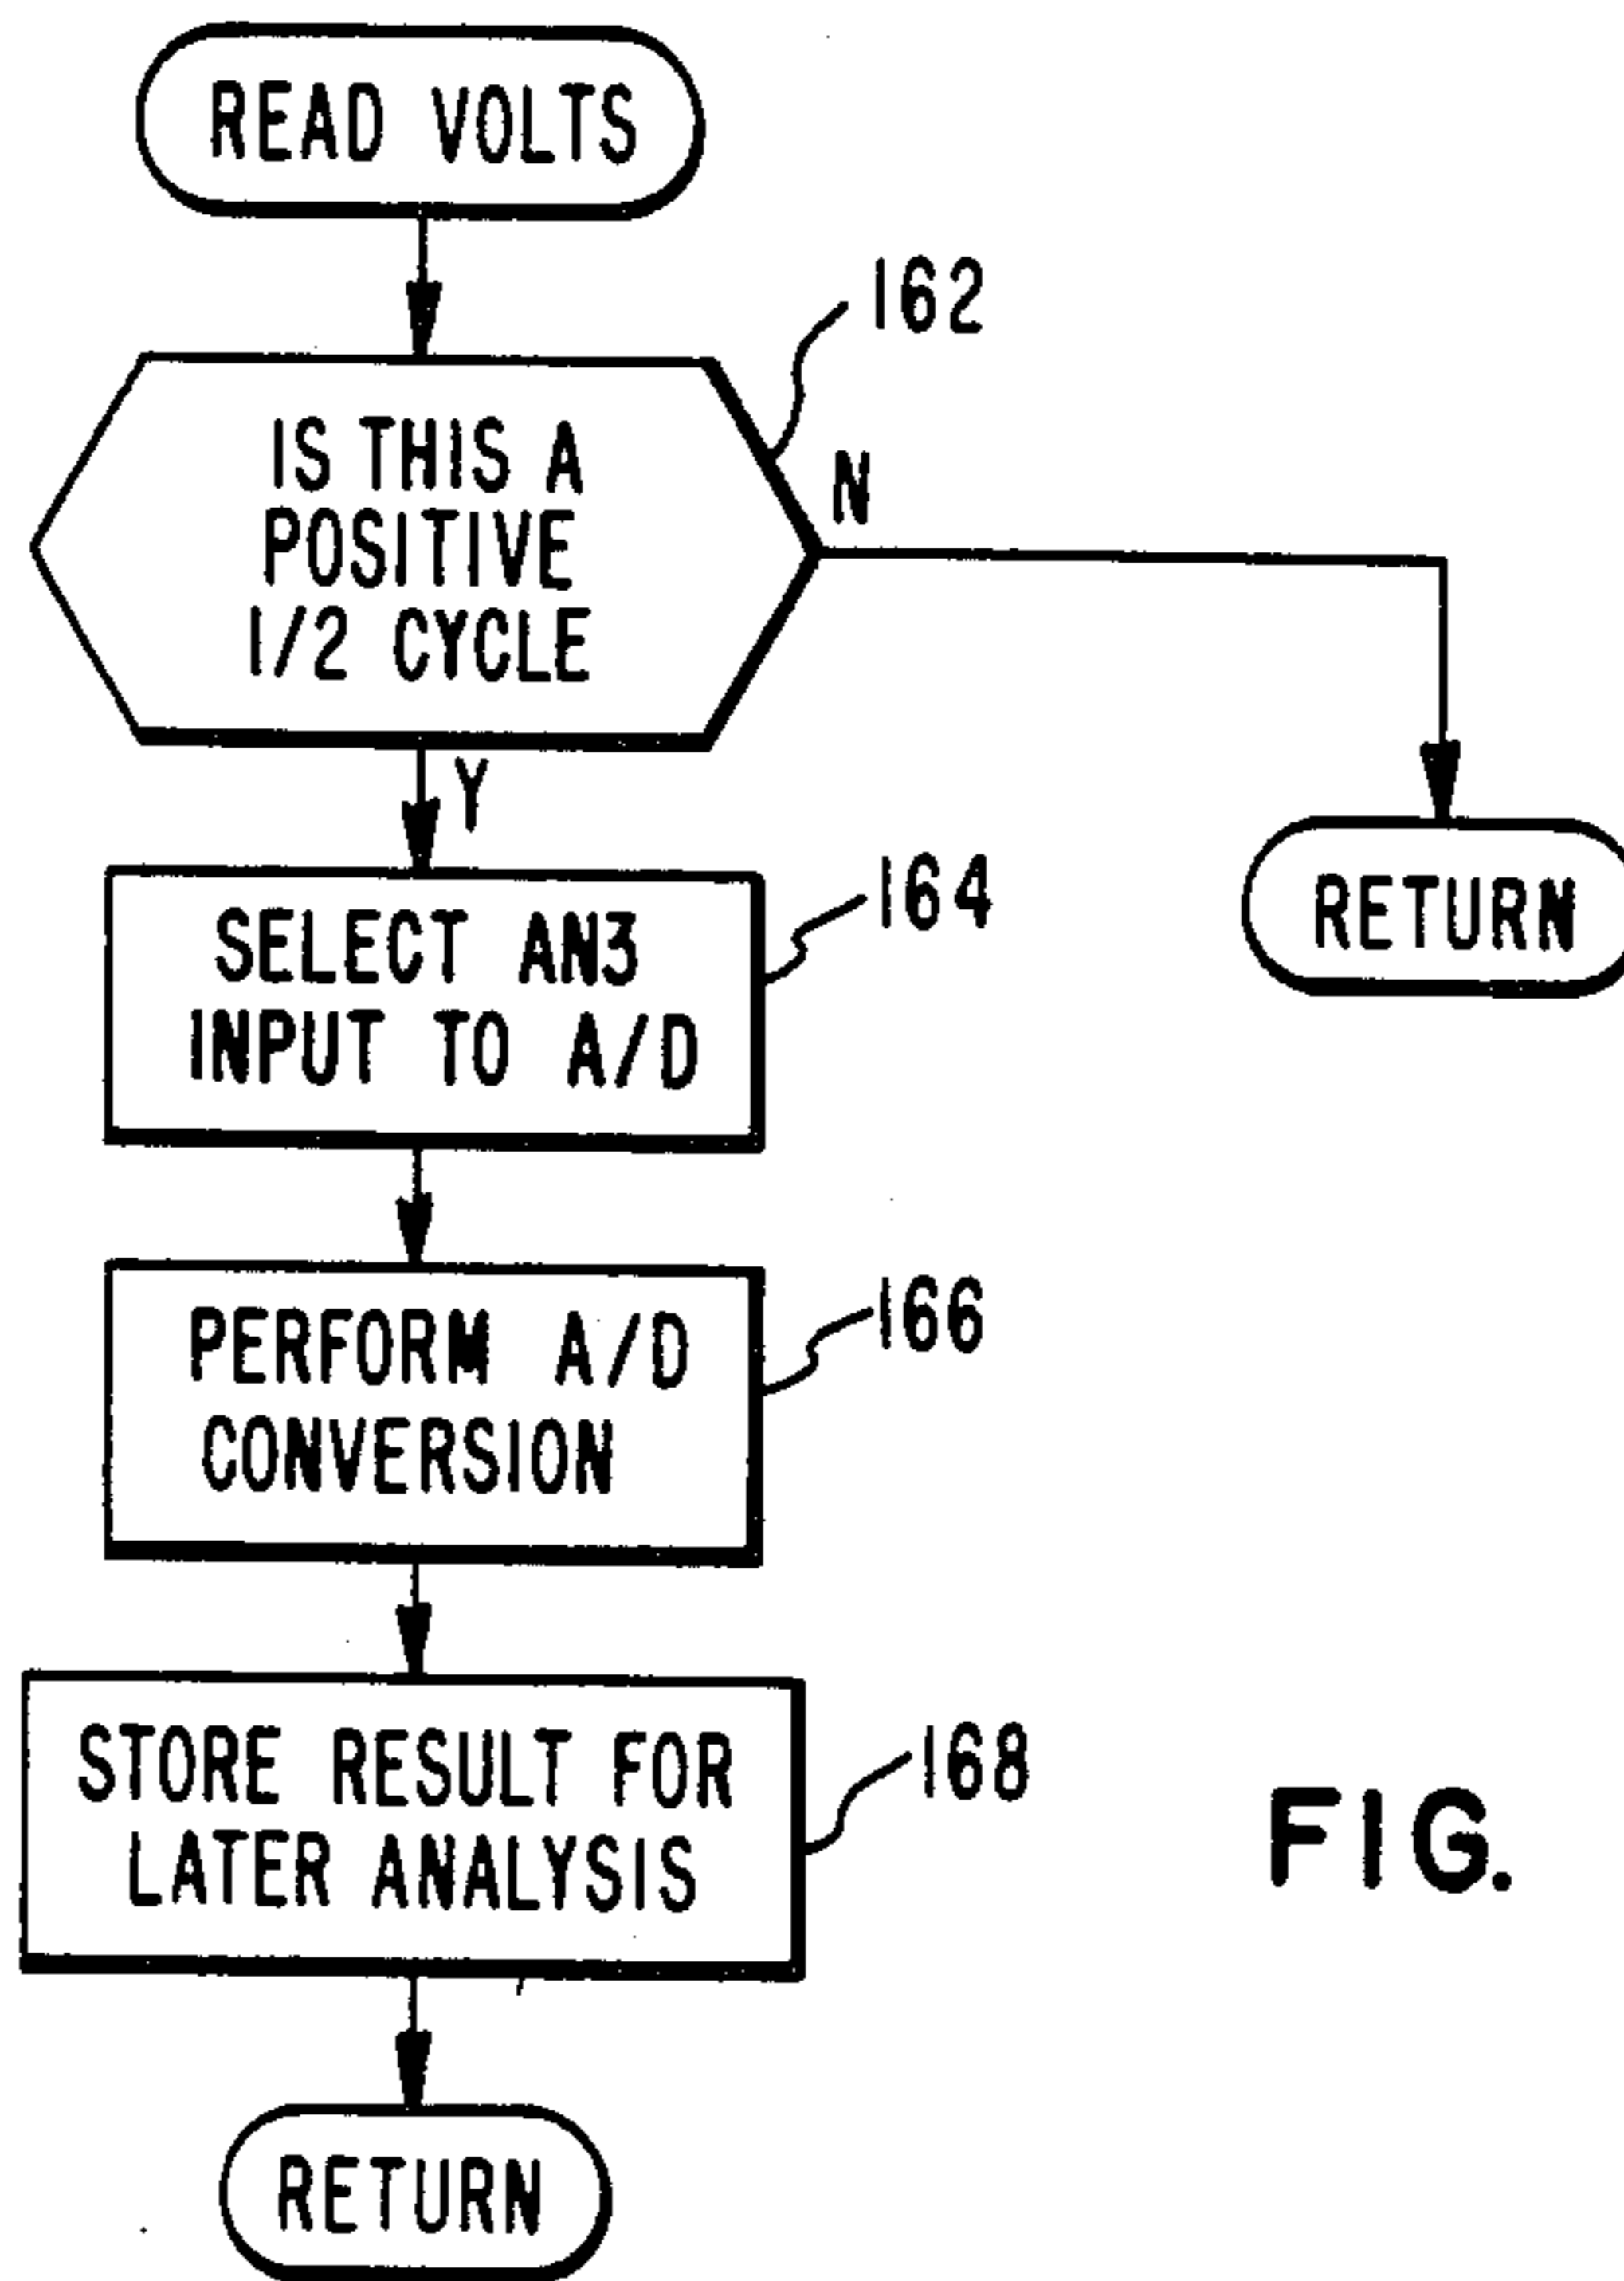 READ VOLTS
162
IS THIS A
POSITIVE
1/2 CYCLE
N
Y
164
SELECT AN3
INPUT TO A/D
RETURN
166
PERFORM A/D
CONVERSION
168
STORE RESULT FOR
LATER ANALYSIS
FIG.
RETURN